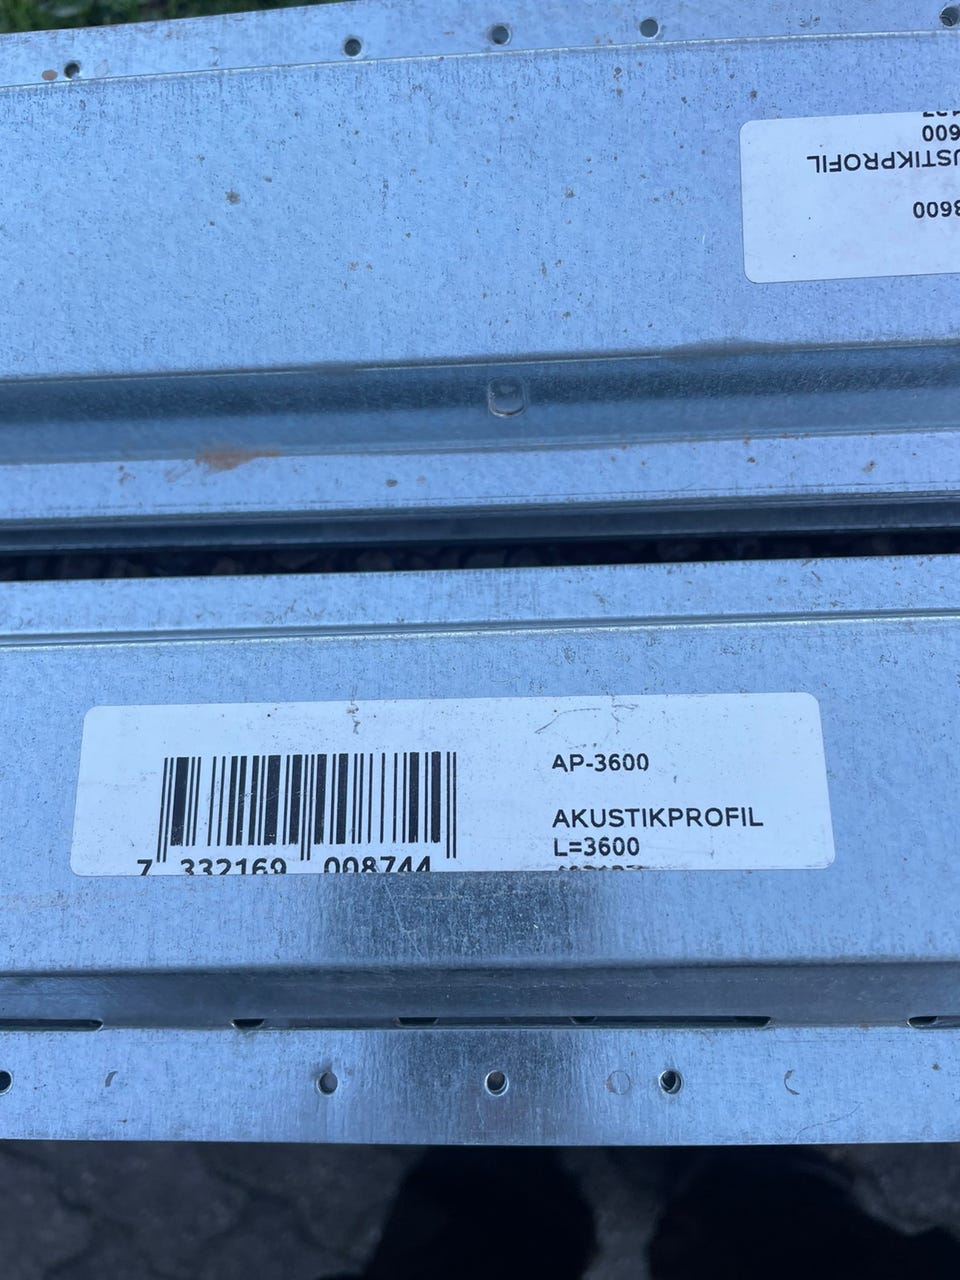 600
USTIKPROFIL
3600
AP-3600
AKUSTIKPROFIL
L=3600
7 332169 008744